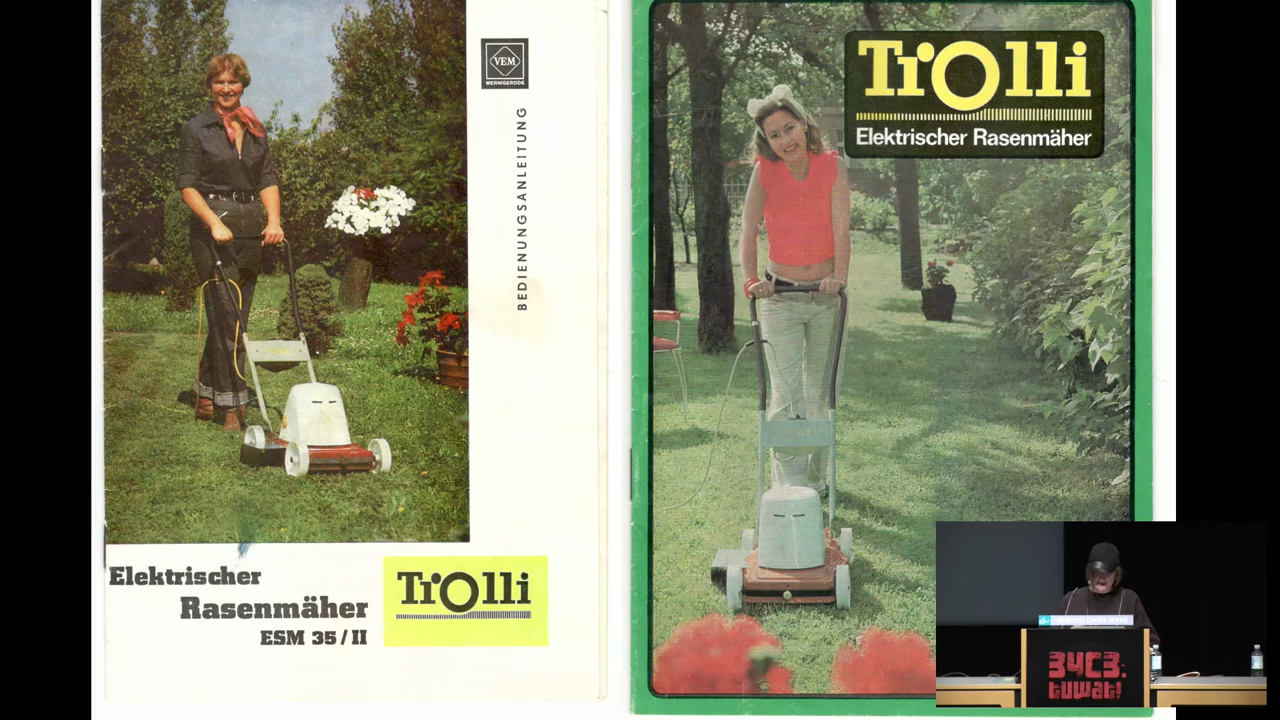 VEM
WERNIGERODE
BEDIENUNGSANLEITUNG
Elektrischer
Rasenmäher
ESM 35/II
Trolli
Trolli
Elektrischer Rasenmäher
34C3.
tuwat!